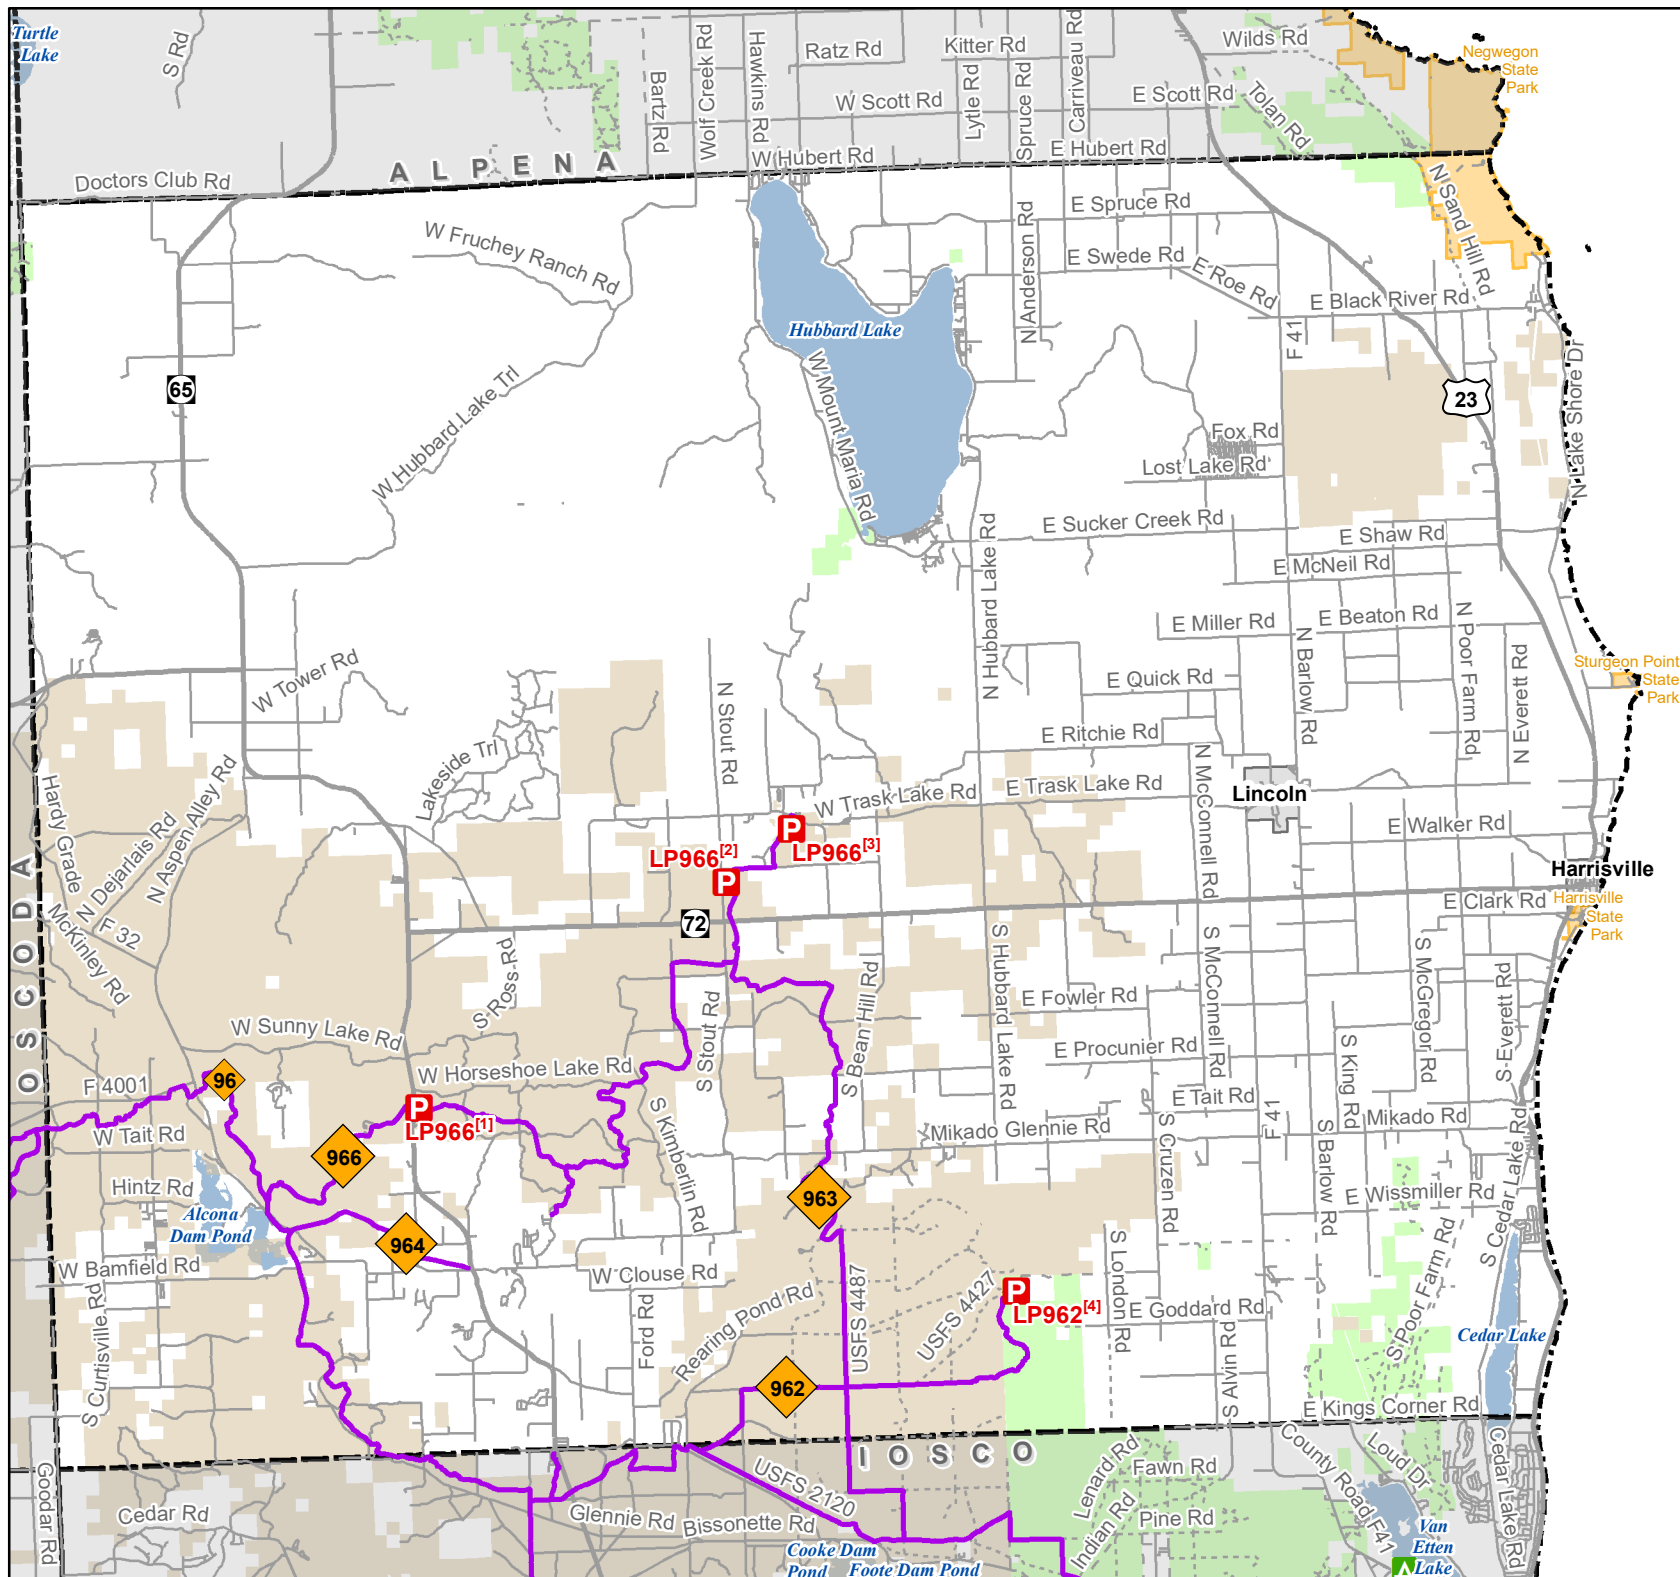 Turtle
Lake
S Rd
Bartz Rd
Wolf Creek Rd
Hawkins Rd
Ratz Rd
Kitter Rd
Lytle Rd
Spruce Rd
Carriveau Rd
Wilds Rd
Negwegon
State
Park
W Scott Rd
E Scott Rd
Tolan Rd
W Hubert Rd
E Hubert Rd
ALPENA
Doctors Club Rd
N Sand Hill Rd
E Spruce Rd
N Anderson Rd
W Fruchey Ranch Rd
E Swede Rd
E Roe Rd
E Black River Rd
Hubbard Lake
F 41
N Lake Shore Dr
65
23
W Hubbard Lake Trl
W Mount Maria Rd
Fox Rd
Lost Lake Rd
E Sucker Creek Rd
E Shaw Rd
N Hubbard Lake Rd
E McNeil Rd
E Miller Rd
E Beaton Rd
N Barlow Rd
N Poor Farm Rd
N Everett Rd
Sturgeon Point
State
Park
W Tower Rd
N Stout Rd
E Quick Rd
E Ritchie Rd
Lakeside Trl
N McConnell Rd
Hardy Grade
N Aspen Alley Rd
N Dejarlais Rd
W Trask Lake Rd
E Trask Lake Rd
Lincoln
E Walker Rd
P
LP966[3]
LP966[2]
P
Harrisville
Harrisville
State
Park
E Clark Rd
72
F 32
McKinley Rd
OSCODA
S Ross Rd
S Hubbard Lake Rd
S McConnell Rd
S McGregor Rd
S Everett Rd
S Bean Hill Rd
E Fowler Rd
W Sunny Lake Rd
S Stout Rd
E Procunier Rd
S King Rd
W Horseshoe Lake Rd
F 4001
96
P
LP966[1]
E Tait Rd
F 41
Mikado Rd
W Tait Rd
966
S Kimberlin Rd
Mikado Glennie Rd
S Cruzen Rd
S Barlow Rd
S Cedar Lake Rd
Hintz Rd
963
E Wissmiller Rd
Alcona
Dam Pond
964
W Bamfield Rd
W Clouse Rd
S London Rd
S Poor Farm Rd
Rearing Pond Rd
USFS 4487
USFS 4427
P
LP962[4]
E Goddard Rd
S Curtisville Rd
Ford Rd
S Alvin Rd
Cedar Lake
962
E Kings Corner Rd
IOSCO
Goodar Rd
Cedar Rd
USFS 2120
Glennie Rd
Bissonette Rd
Lenard Rd
Fawn Rd
Indian Rd
Pine Rd
County Road F41
Loud Dr
Cedar Lake Rd
Cooke Dam
Pond
Foote Dam Pond
Van
Etten
Lake